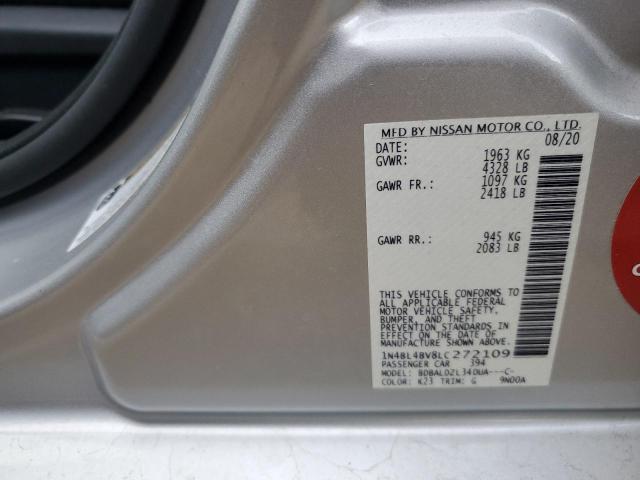 MFD BY NISSAN MOTOR CO., LTD.
DATE: 08/20
GVWR: 1963 KG
4328 LB
GAWR FR.: 1097 KG
2418 LB
GAWR RR.: 945 KG
2083 LB
THIS VEHICLE CONFORMS TO
ALL APPLICABLE FEDERAL
MOTOR VEHICLE SAFETY,
BUMPER, AND THEFT
PREVENTION STANDARDS IN
EFFECT ON THE DATE OF
MANUFACTURE SHOWN ABOVE.
1N4BL4BV8LC272109
PASSENGER CAR 394
MODEL: BDBALDZL34DUA---C-
COLOR: K23 TRIM: G 9N00A